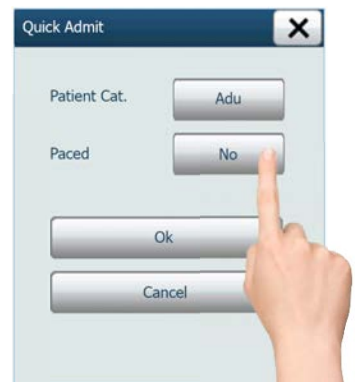 Quick Admit X
Patient Cat. Adu
Paced No
Ok
Cancel